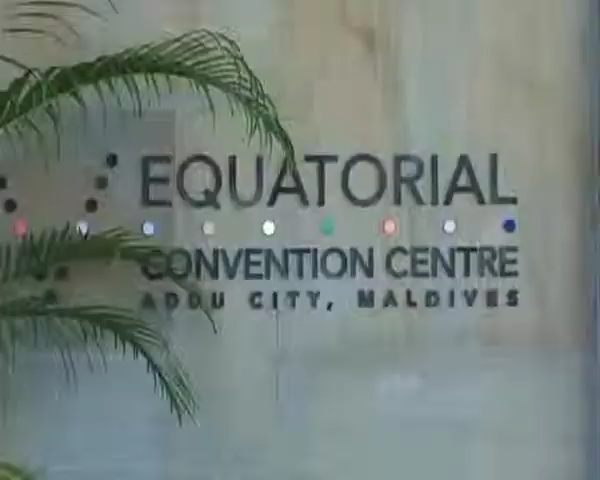 EQUATORIAL
CONVENTION CENTRE
ADDU CITY, MALDIVES